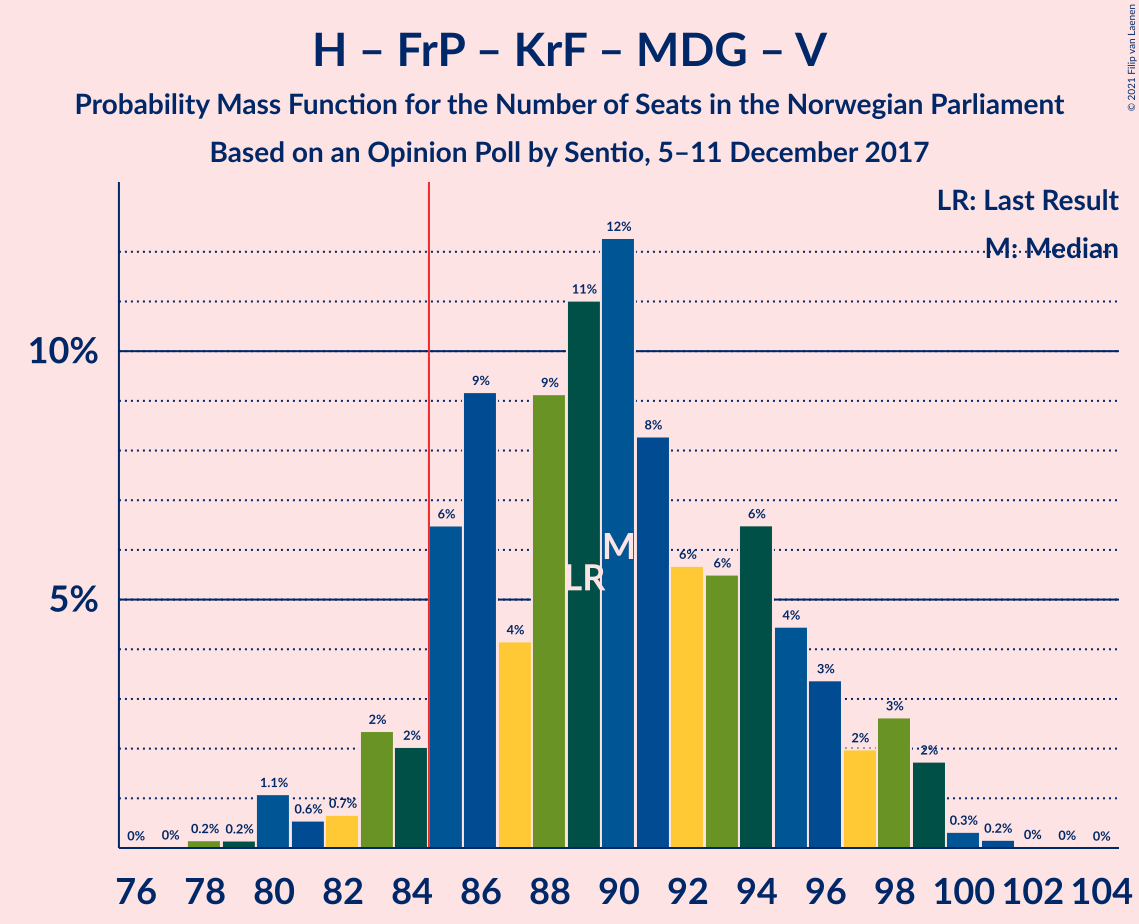 H – FrP – KrF – MDG – V
Probability Mass Function for the Number of Seats in the Norwegian Parliament
Based on an Opinion Poll by Sentio, 5–11 December 2017
© 2021 Filip van Laenen
LR: Last Result
M: Median
10%
5%
0% 0% 0.2% 0.2% 1.1% 0.6% 0.7% 2% 2% 6% 9% 4% 9% 11% 12% 8% 6% 6% 6% 4% 3% 2% 3% 2% 0.3% 0.2% 0% 0% 0%
LR M
76 78 80 82 84 86 88 90 92 94 96 98 100 102 104